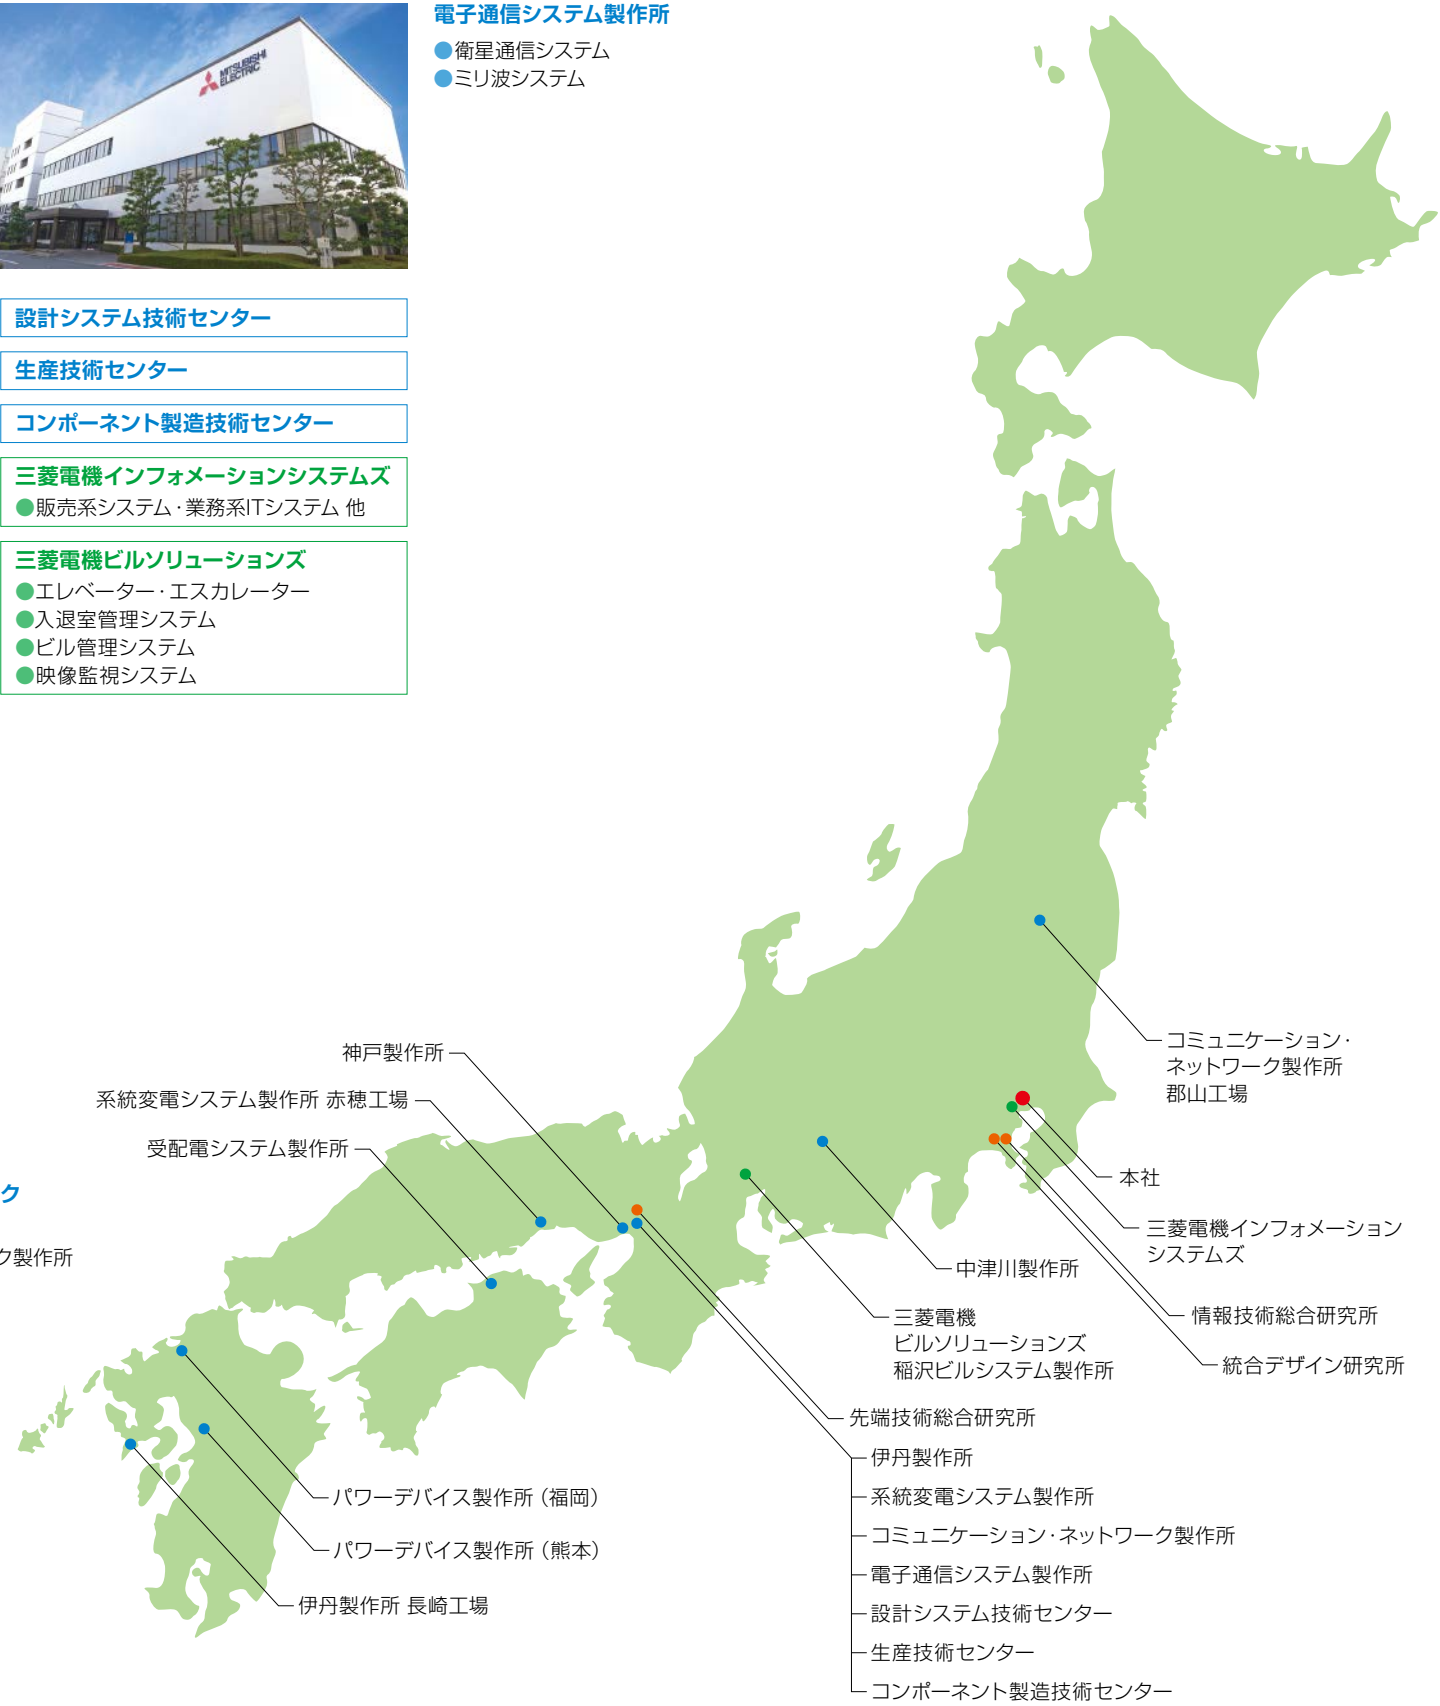 MITSUBISHI
ELECTRIC
電子通信システム製作所
●衛星通信システム
●ミリ波システム
設計システム技術センター
生産技術センター
コンポーネント製造技術センター
三菱電機インフォメーションシステムズ
●販売系システム・業務系ITシステム 他
三菱電機ビルソリューションズ
●エレベーター・エスカレーター
●入退室管理システム
●ビル管理システム
●映像監視システム
ク
ク製作所
神戸製作所
系統変電システム製作所 赤穂工場
受配電システム製作所
コミュニケーション・
ネットワーク製作所
郡山工場
本社
三菱電機インフォメーション
システムズ
情報技術総合研究所
統合デザイン研究所
中津川製作所
三菱電機
ビルソリューションズ
稲沢ビルシステム製作所
先端技術総合研究所
伊丹製作所
系統変電システム製作所
コミュニケーション・ネットワーク製作所
電子通信システム製作所
設計システム技術センター
生産技術センター
コンポーネント製造技術センター
パワーデバイス製作所（福岡）
パワーデバイス製作所（熊本）
伊丹製作所 長崎工場